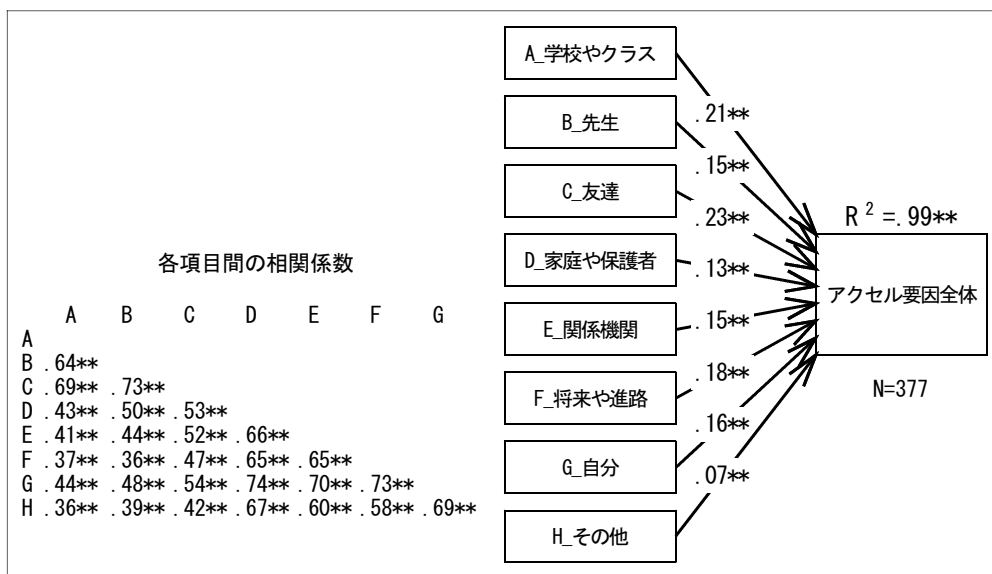 A_学校やクラス
B_先生
C_友達
D_家庭や保護者
E_関係機関
F_将来や進路
G_自分
H_その他
.21**
.15**
.23**
.13**
.15**
.18**
.16**
.07**
R²=.99**
アクセル要因全体
N=377
各項目間の相関係数
A B C D E F G
A
B .64**
C .69** .73**
D .43** .50** .53**
E .41** .44** .52** .66**
F .37** .36** .47** .65** .65**
G .44** .48** .54** .74** .70** .73**
H .36** .39** .42** .67** .60** .58** .69**